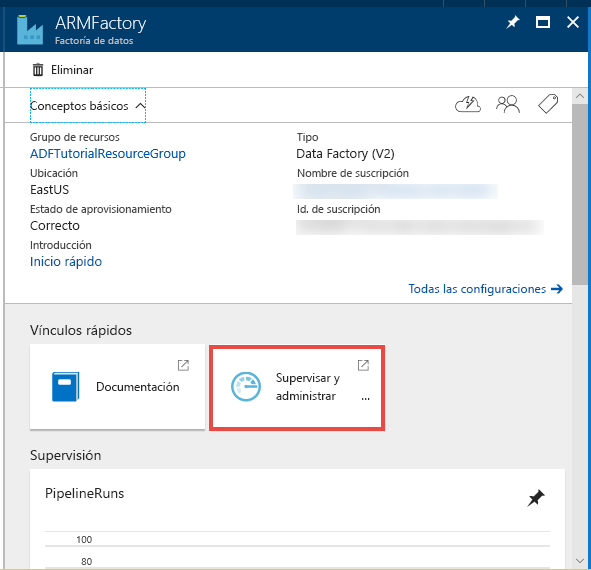 ARMFactory
Factoría de datos
Eliminar
Conceptos básicos
Grupo de recursos
ADFTutorialResourceGroup
Ubicación
EastUS
Estado de aprovisionamiento
Correcto
Introducción
Inicio rápido
Tipo
Data Factory (V2)
Nombre de suscripción
Id. de suscripción
Todas las configuraciones
Vínculos rápidos
Documentación
Supervisar y
administrar
...
Supervisión
PipelineRuns
100
80